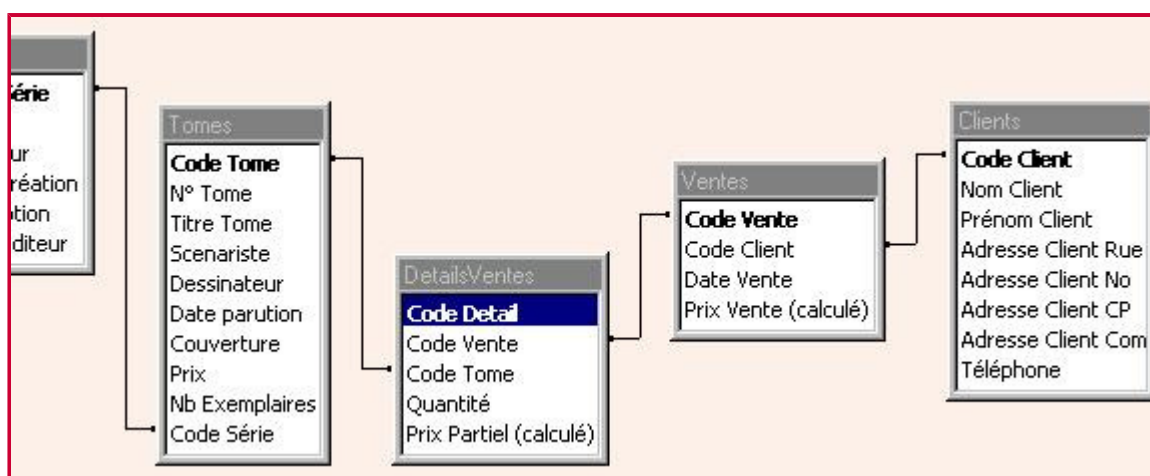 érie
ur
réation
ption
diteur
Tomes
Code Tome
N° Tome
Titre Tome
Scenariste
Dessinateur
Date parution
Couverture
Prix
Nb Exemplaires
Code Série
DetailsVentes
Code Detail
Code Vente
Code Tome
Quantité
Prix Partiel (calculé)
Ventes
Code Vente
Code Client
Date Vente
Prix Vente (calculé)
Clients
Code Client
Nom Client
Prénom Client
Adresse Client Rue
Adresse Client No
Adresse Client CP
Adresse Client Com
Téléphone